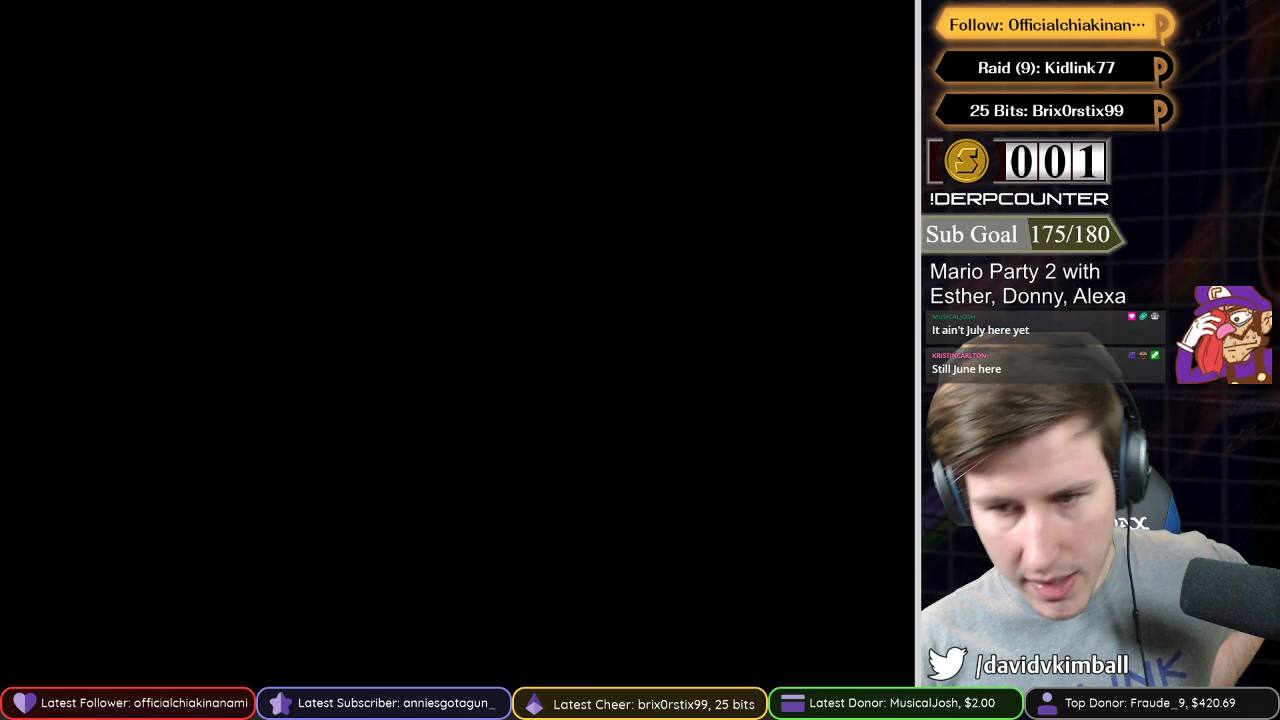 Follow: Officialchiakinan···
Raid (9): Kidlink77
25 Bits: Brix0rstix99
001
!DERPCOUNTER
Sub Goal 175/180
Mario Party 2 with
Esther, Donny, Alexa
MUSICALJOSH
It ain't July here yet
KRISTINCARLTON
Still June here
/davidvkimball
Latest Follower: officialchiakinanami
Latest Subscriber: anniesgotagun_
Latest Cheer: brix0rstix99, 25 bits
Latest Donor: MusicalJosh, $2.00
Top Donor: Fraude_9, $420.69